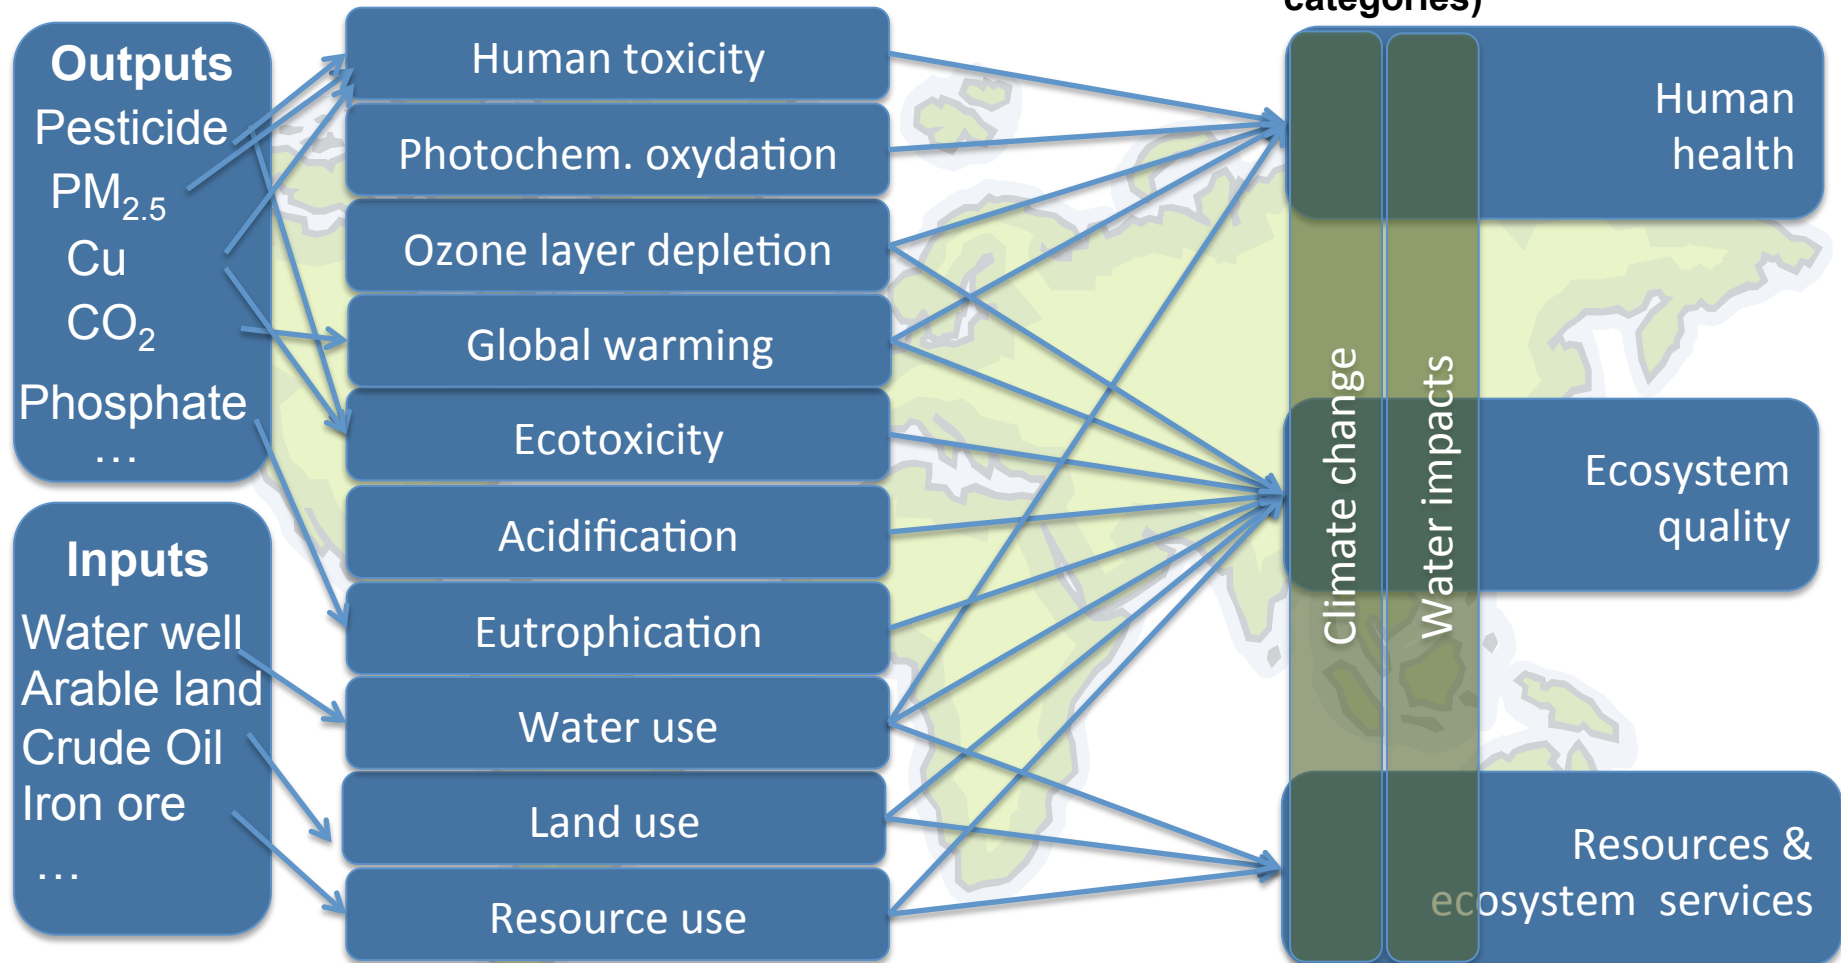 categories)
Outputs
Pesticide
PM2.5
Cu
CO2
Phosphate
...
Inputs
Water well
Arable land
Crude Oil
Iron ore
...
Human toxicity
Photochem. oxydation
Ozone layer depletion
Global warming
Ecotoxicity
Acidification
Eutrophication
Water use
Land use
Resource use
Climate change
Water impacts
Human
health
Ecosystem
quality
Resources &
ecosystem services